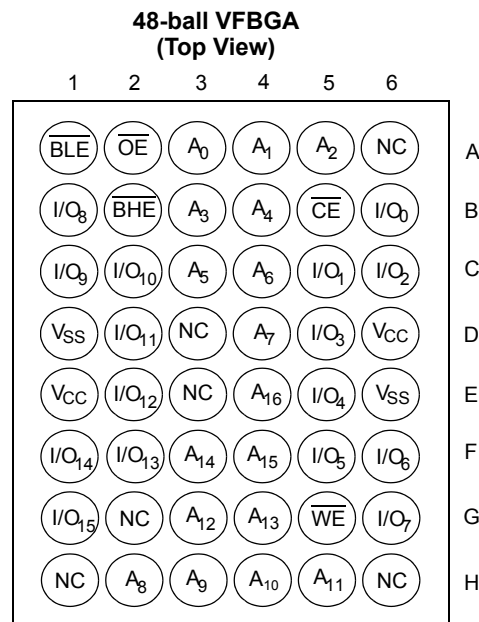 48-ball VFBGA
(Top View)
1 2 3 4 5 6
BLE OE A0 A1 A2 NC A
I/O8 BHE A3 A4 CE I/O0 B
I/O9 I/O10 A5 A6 I/O1 I/O2 C
VSS I/O11 NC A7 I/O3 VCC D
VCC I/O12 NC A16 I/O4 VSS E
I/O14 I/O13 A14 A15 I/O5 I/O6 F
I/O15 NC A12 A13 WE I/O7 G
NC A8 A9 A10 A11 NC H